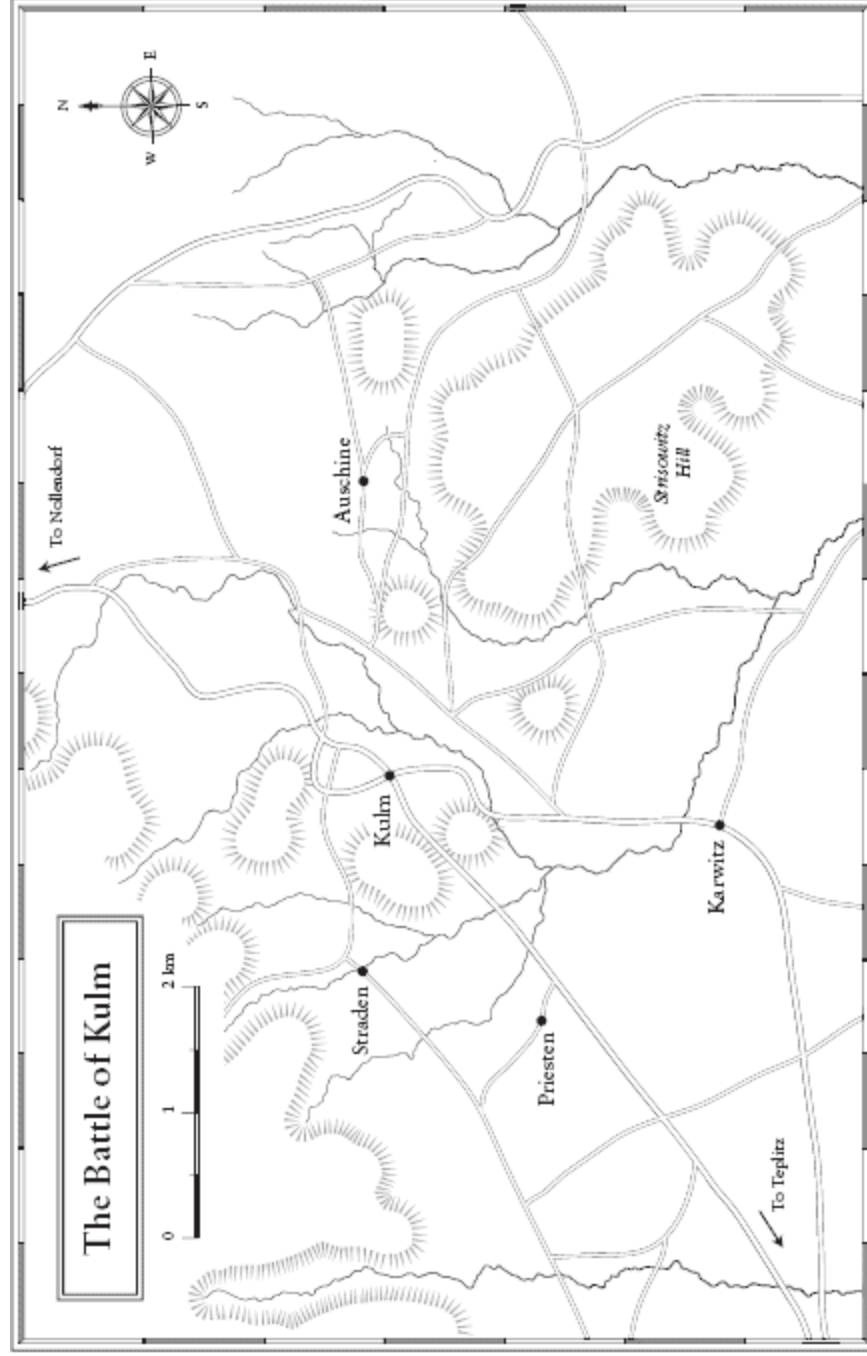 The Battle of Kulm
0
1
2 km
To Nollendorf
N
W
E
S
Auschine
Kulm
Straden
Strisowitz
Hill
Priesten
Karwitz
To Teplitz